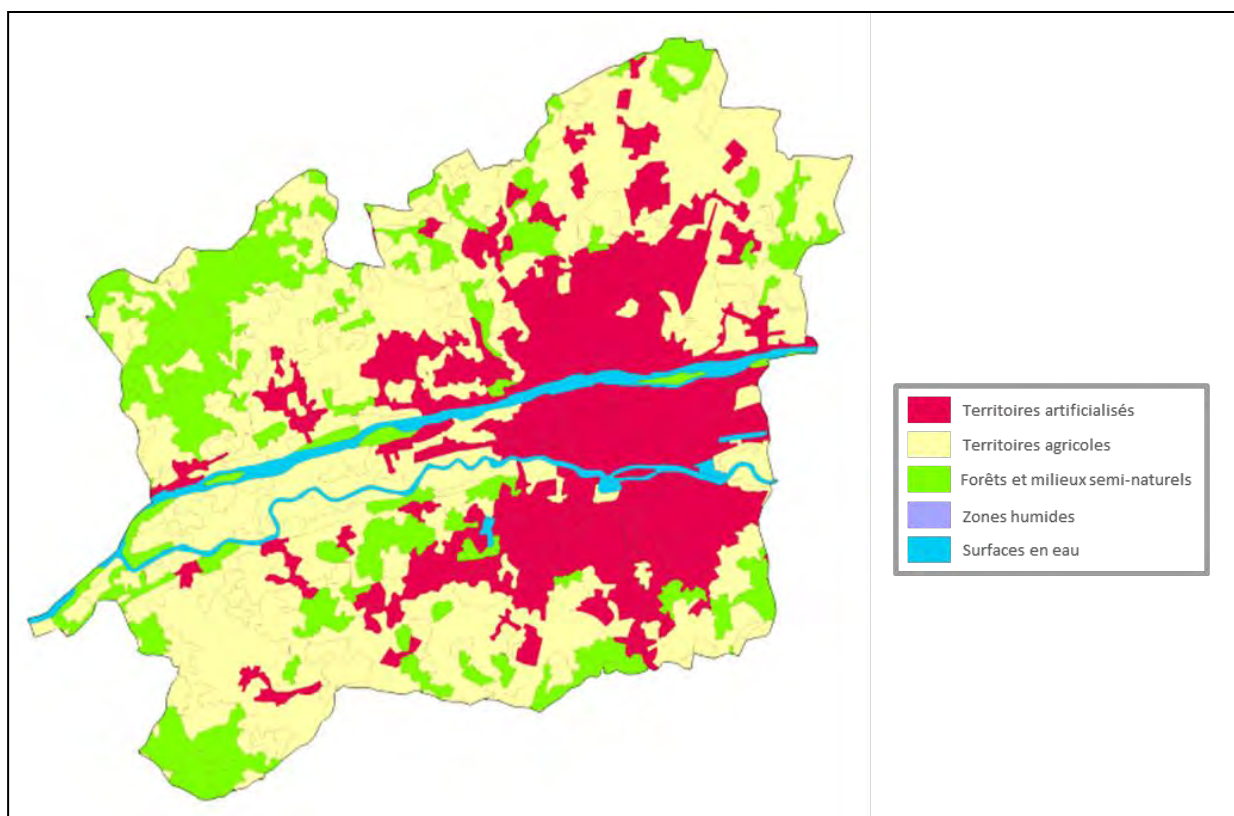 Territoires artificialisés
Territoires agricoles
Forêts et milieux semi-naturels
Zones humides
Surfaces en eau